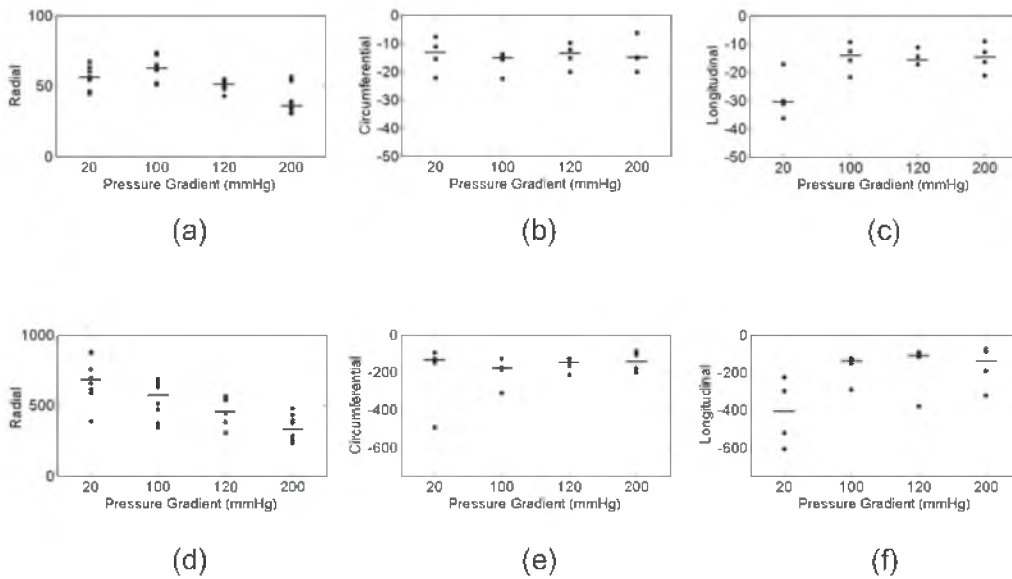 100
50
0
Radial
20 100 120 200
Pressure Gradient (mmHg)
(a)
0
-10
-20
-30
-40
-50
Circumferential
20 100 120 200
Pressure Gradient (mmHg)
(b)
0
-10
-20
-30
-40
-50
Longitudinal
20 100 120 200
Pressure Gradient (mmHg)
(c)
1000
500
0
Radial
20 100 120 200
Pressure Gradient (mmHg)
(d)
0
-200
-400
-600
Circumferential
20 100 120 200
Pressure Gradient (mmHg)
(e)
0
-200
-400
-600
Longitudinal
20 100 120 200
Pressure Gradient (mmHg)
(f)